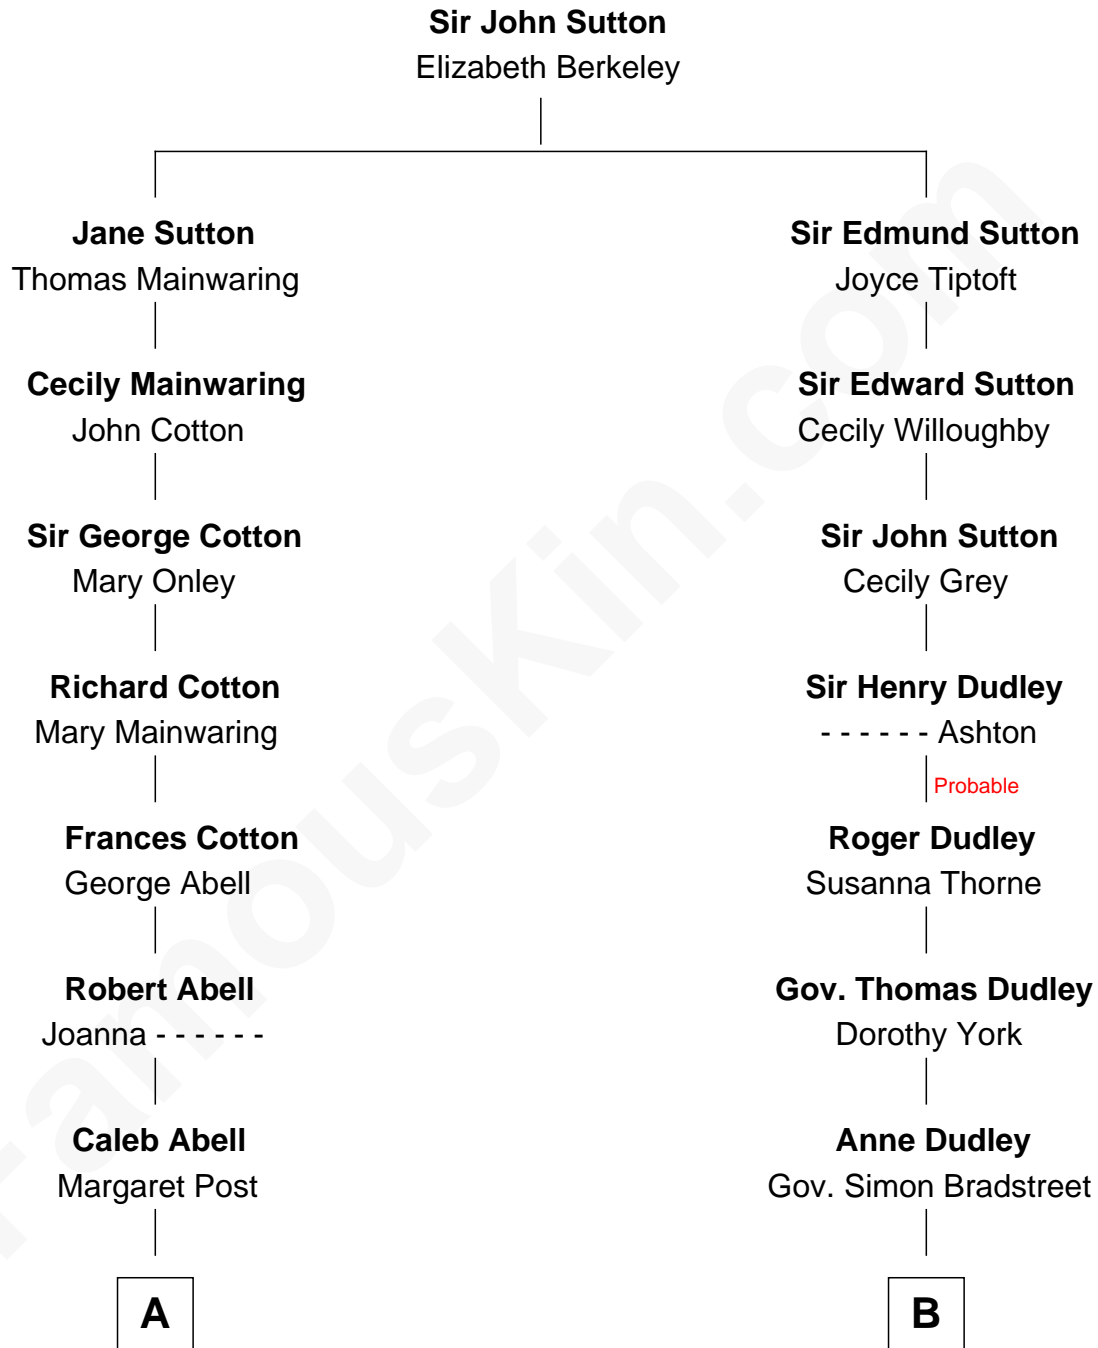 Sir John Sutton
Elizabeth Berkeley
Jane Sutton
Thomas Mainwaring
Sir Edmund Sutton
Joyce Tiptoft
Cecily Mainwaring
John Cotton
Sir Edward Sutton
Cecily Willoughby
Sir George Cotton
Mary Onley
Sir John Sutton
Cecily Grey
Richard Cotton
Mary Mainwaring
Sir Henry Dudley
- - - - - - Ashton
Probable
Frances Cotton
George Abell
Roger Dudley
Susanna Thorne
Robert Abell
Joanna - - - - - -
Gov. Thomas Dudley
Dorothy York
Caleb Abell
Margaret Post
Anne Dudley
Gov. Simon Bradstreet
A
B
FamousKin.com